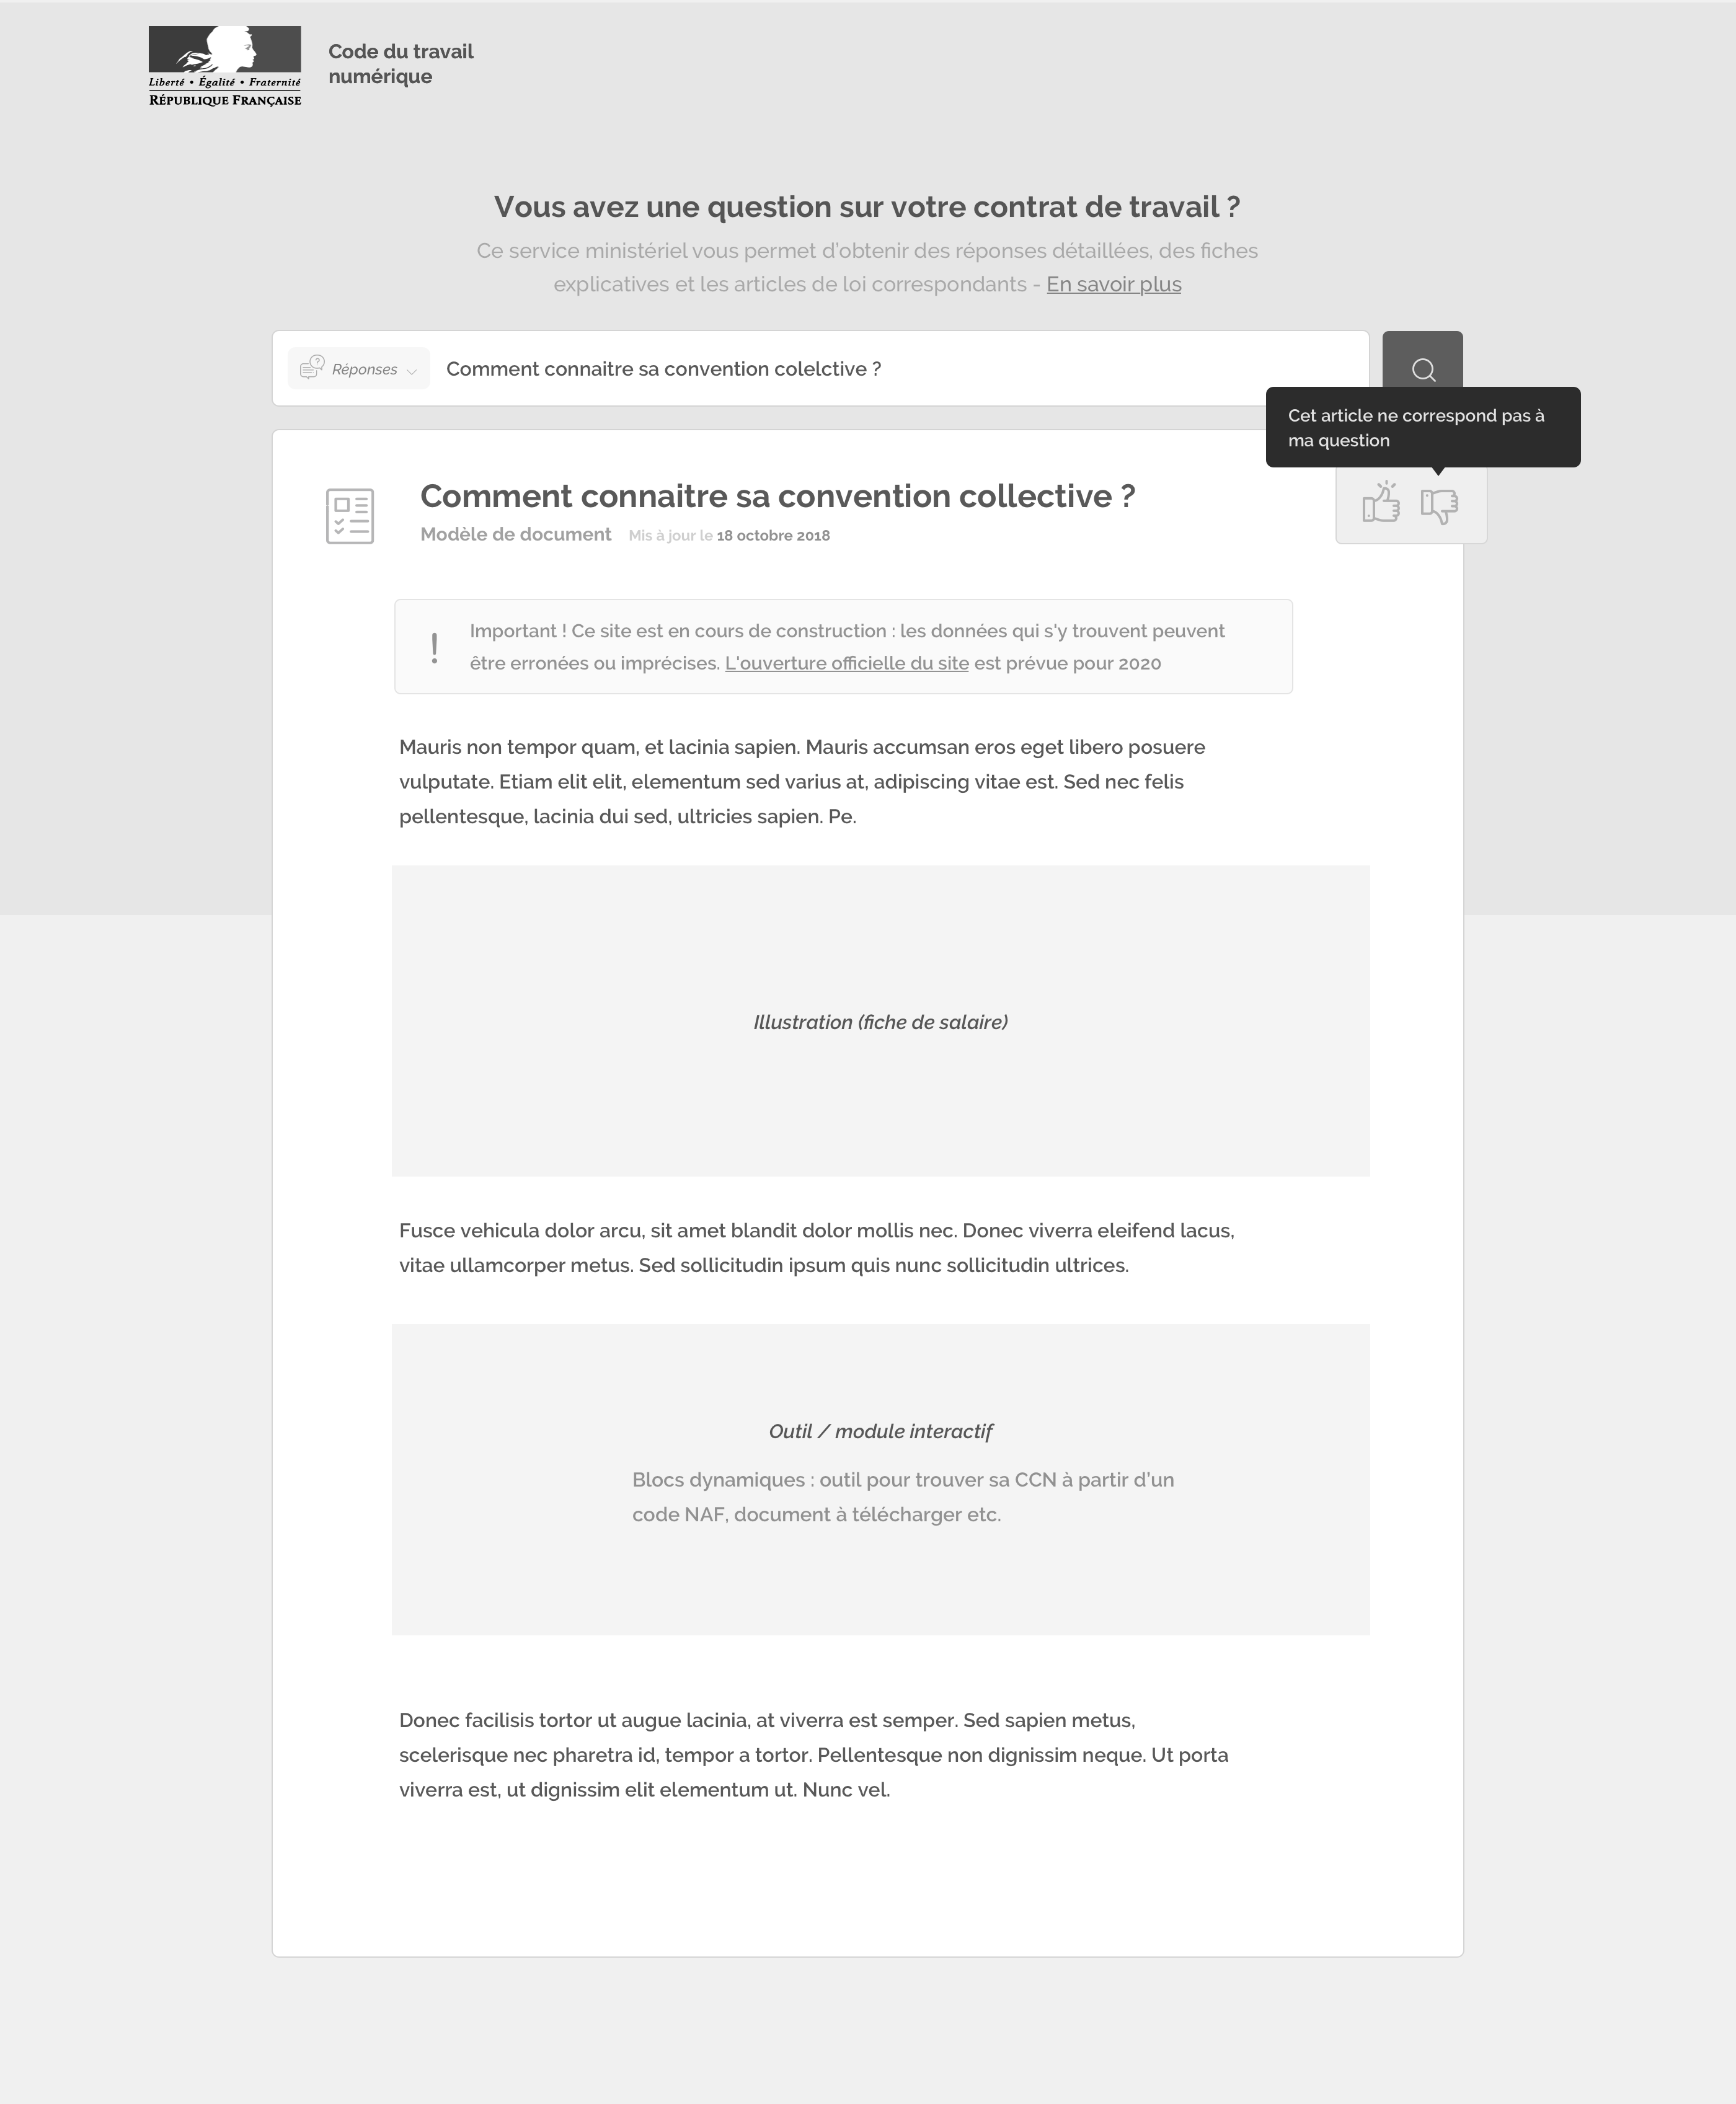 Liberté • Égalité • Fraternité
RÉPUBLIQUE FRANÇAISE
Code du travail
numérique
Vous avez une question sur votre contrat de travail ?
Ce service ministériel vous permet d'obtenir des réponses détaillées, des fiches
explicatives et les articles de loi correspondants - En savoir plus
Réponses
Comment connaitre sa convention colelctive ?
Cet article ne correspond pas à
ma question
Comment connaitre sa convention collective ?
Modèle de document Mis à jour le 18 octobre 2018
! Important ! Ce site est en cours de construction : les données qui s'y trouvent peuvent
être erronées ou imprécises. L'ouverture officielle du site est prévue pour 2020
Mauris non tempor quam, et lacinia sapien. Mauris accumsan eros eget libero posuere
vulputate. Etiam elit elit, elementum sed varius at, adipiscing vitae est. Sed nec felis
pellentesque, lacinia dui sed, ultricies sapien. Pe.
Illustration (fiche de salaire)
Fusce vehicula dolor arcu, sit amet blandit dolor mollis nec. Donec viverra eleifend lacus,
vitae ullamcorper metus. Sed sollicitudin ipsum quis nunc sollicitudin ultrices.
Outil / module interactif
Blocs dynamiques : outil pour trouver sa CCN à partir d'un
code NAF, document à télécharger etc.
Donec facilisis tortor ut augue lacinia, at viverra est semper. Sed sapien metus,
scelerisque nec pharetra id, tempor a tortor. Pellentesque non dignissim neque. Ut porta
viverra est, ut dignissim elit elementum ut. Nunc vel.